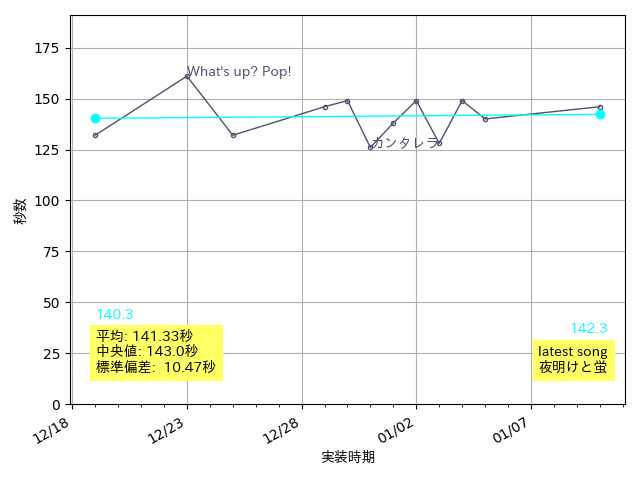 175
150
125
100
75
50
25
0
秒数
What's up? Pop!
カンタレラ
140.3
平均: 141.33秒
中央値: 143.0秒
標準偏差: 10.47秒
142.3
latest song
夜明けと蛍
12/18
12/23
12/28
01/02
01/07
実装時期